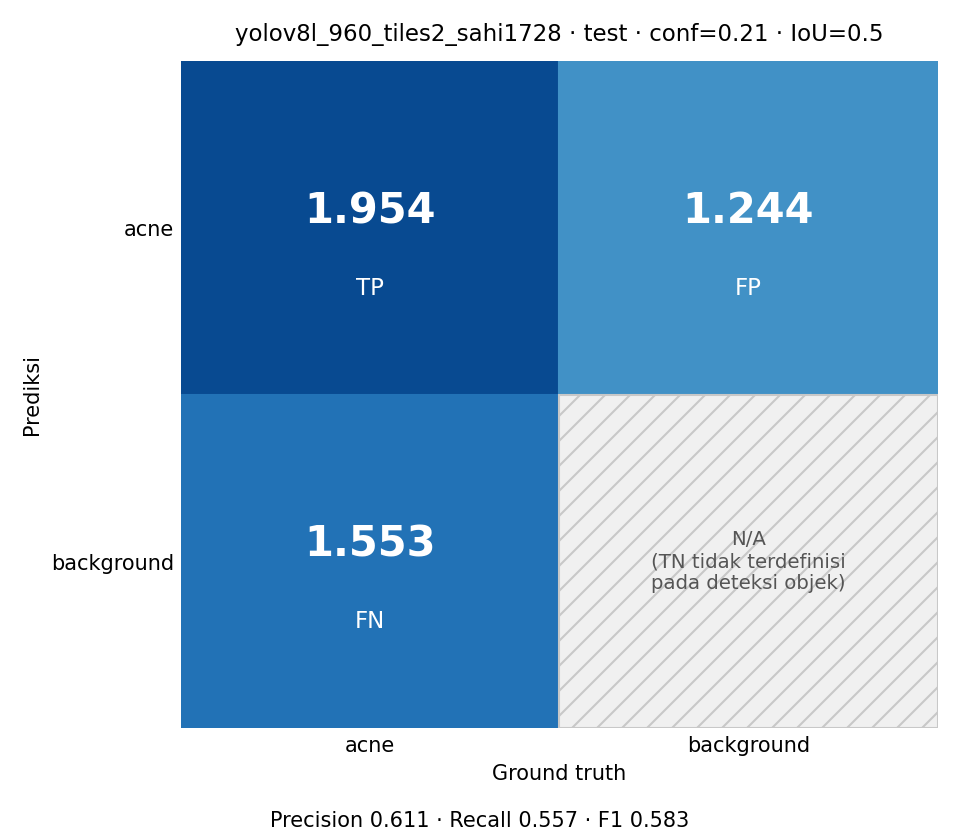 yolov8l_960_tiles2_sahi1728 · test · conf=0.21 · IoU=0.5
acne
1.954
TP
1.244
FP
Prediksi
background
1.553
FN
N/A
(TN tidak terdefinisi
pada deteksi objek)
acne
background
Ground truth
Precision 0.611 · Recall 0.557 · F1 0.583